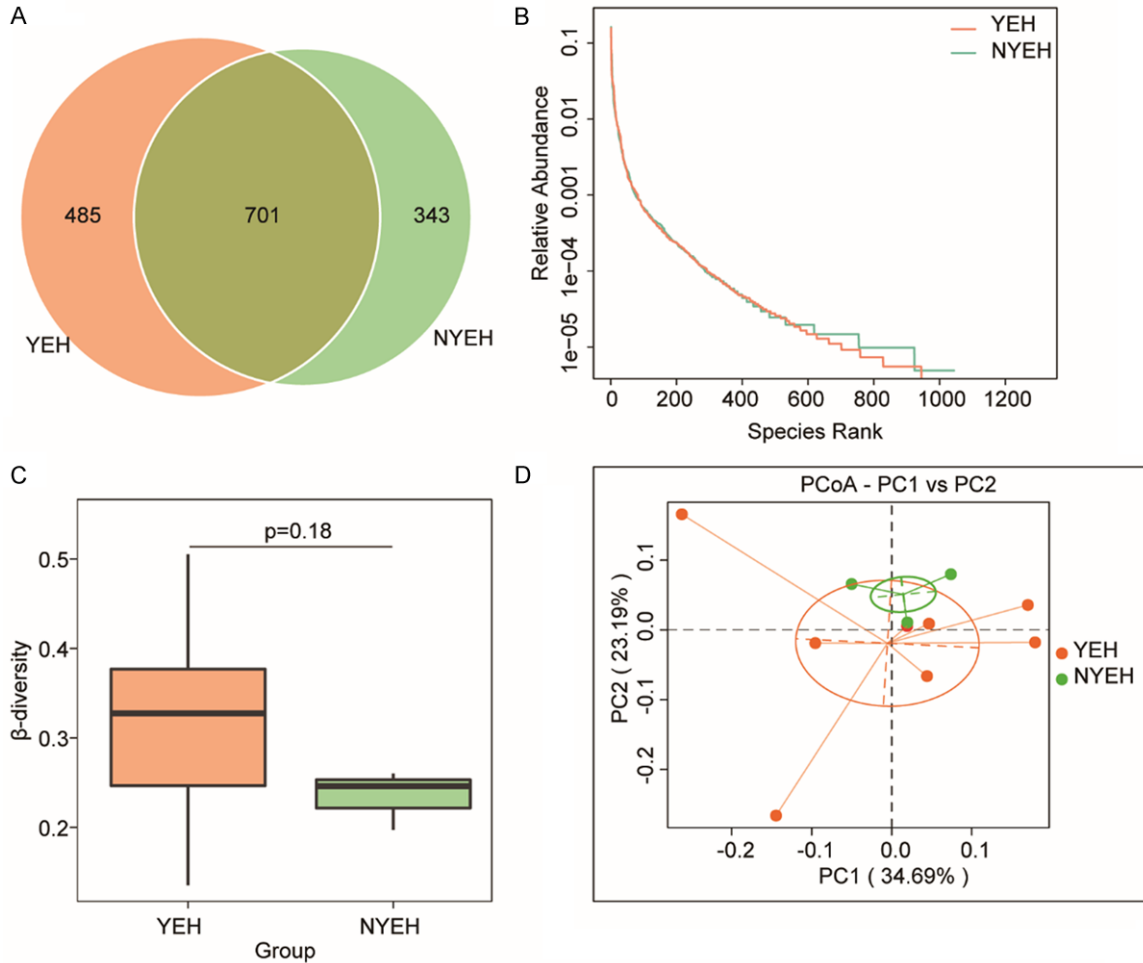 A
485
701
343
YEH
NYEH
B
YEH
NYEH
Relative Abundance
0.1
0.01
0.001
1e-04
1e-05
0 200 400 600 800 1000 1200
Species Rank
C
p=0.18
β-diversity
0.5
0.4
0.3
0.2
YEH NYEH
Group
D
PCoA - PC1 vs PC2
PC2 ( 23.19% )
0.1
0.0
-0.1
-0.2
YEH
NYEH
-0.2 -0.1 0.0 0.1
PC1 ( 34.69% )